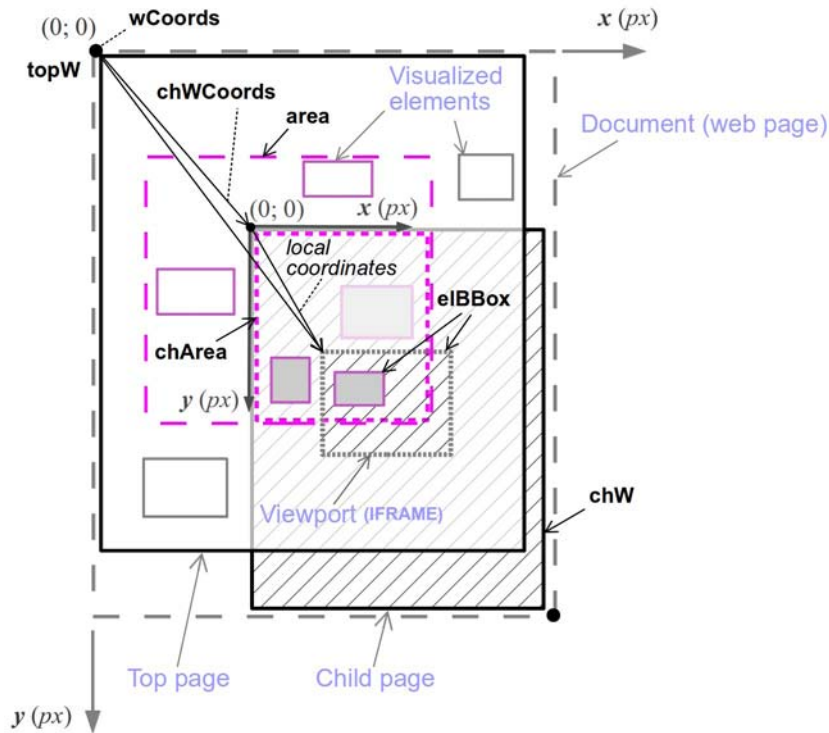 wCoords
(0; 0)
x (px)
topW
chWCoords
Visualized
elements
area
Document (web page)
(0; 0)
x (px)
local
coordinates
elBBox
chArea
y (px)
chW
Viewport (IFRAME)
Top page
Child page
y (px)